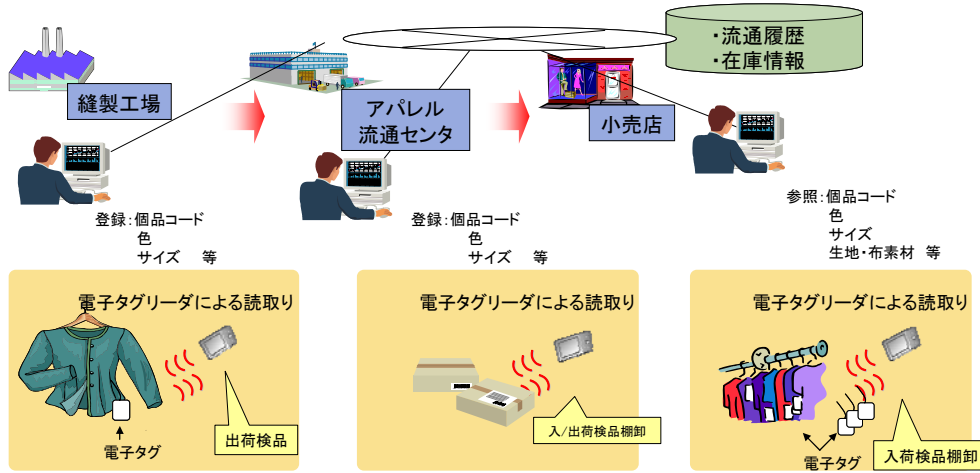 ・流通履歴
・在庫情報
縫製工場
アパレル
流通センタ
小売店
登録：個品コード
色
サイズ　等
登録：個品コード
色
サイズ　等
参照：個品コード
色
サイズ
生地・布素材　等
電子タグリーダによる読取り
出荷検品
電子タグ
電子タグリーダによる読取り
入/出荷検品棚卸
電子タグリーダによる読取り
入荷検品棚卸
電子タグ